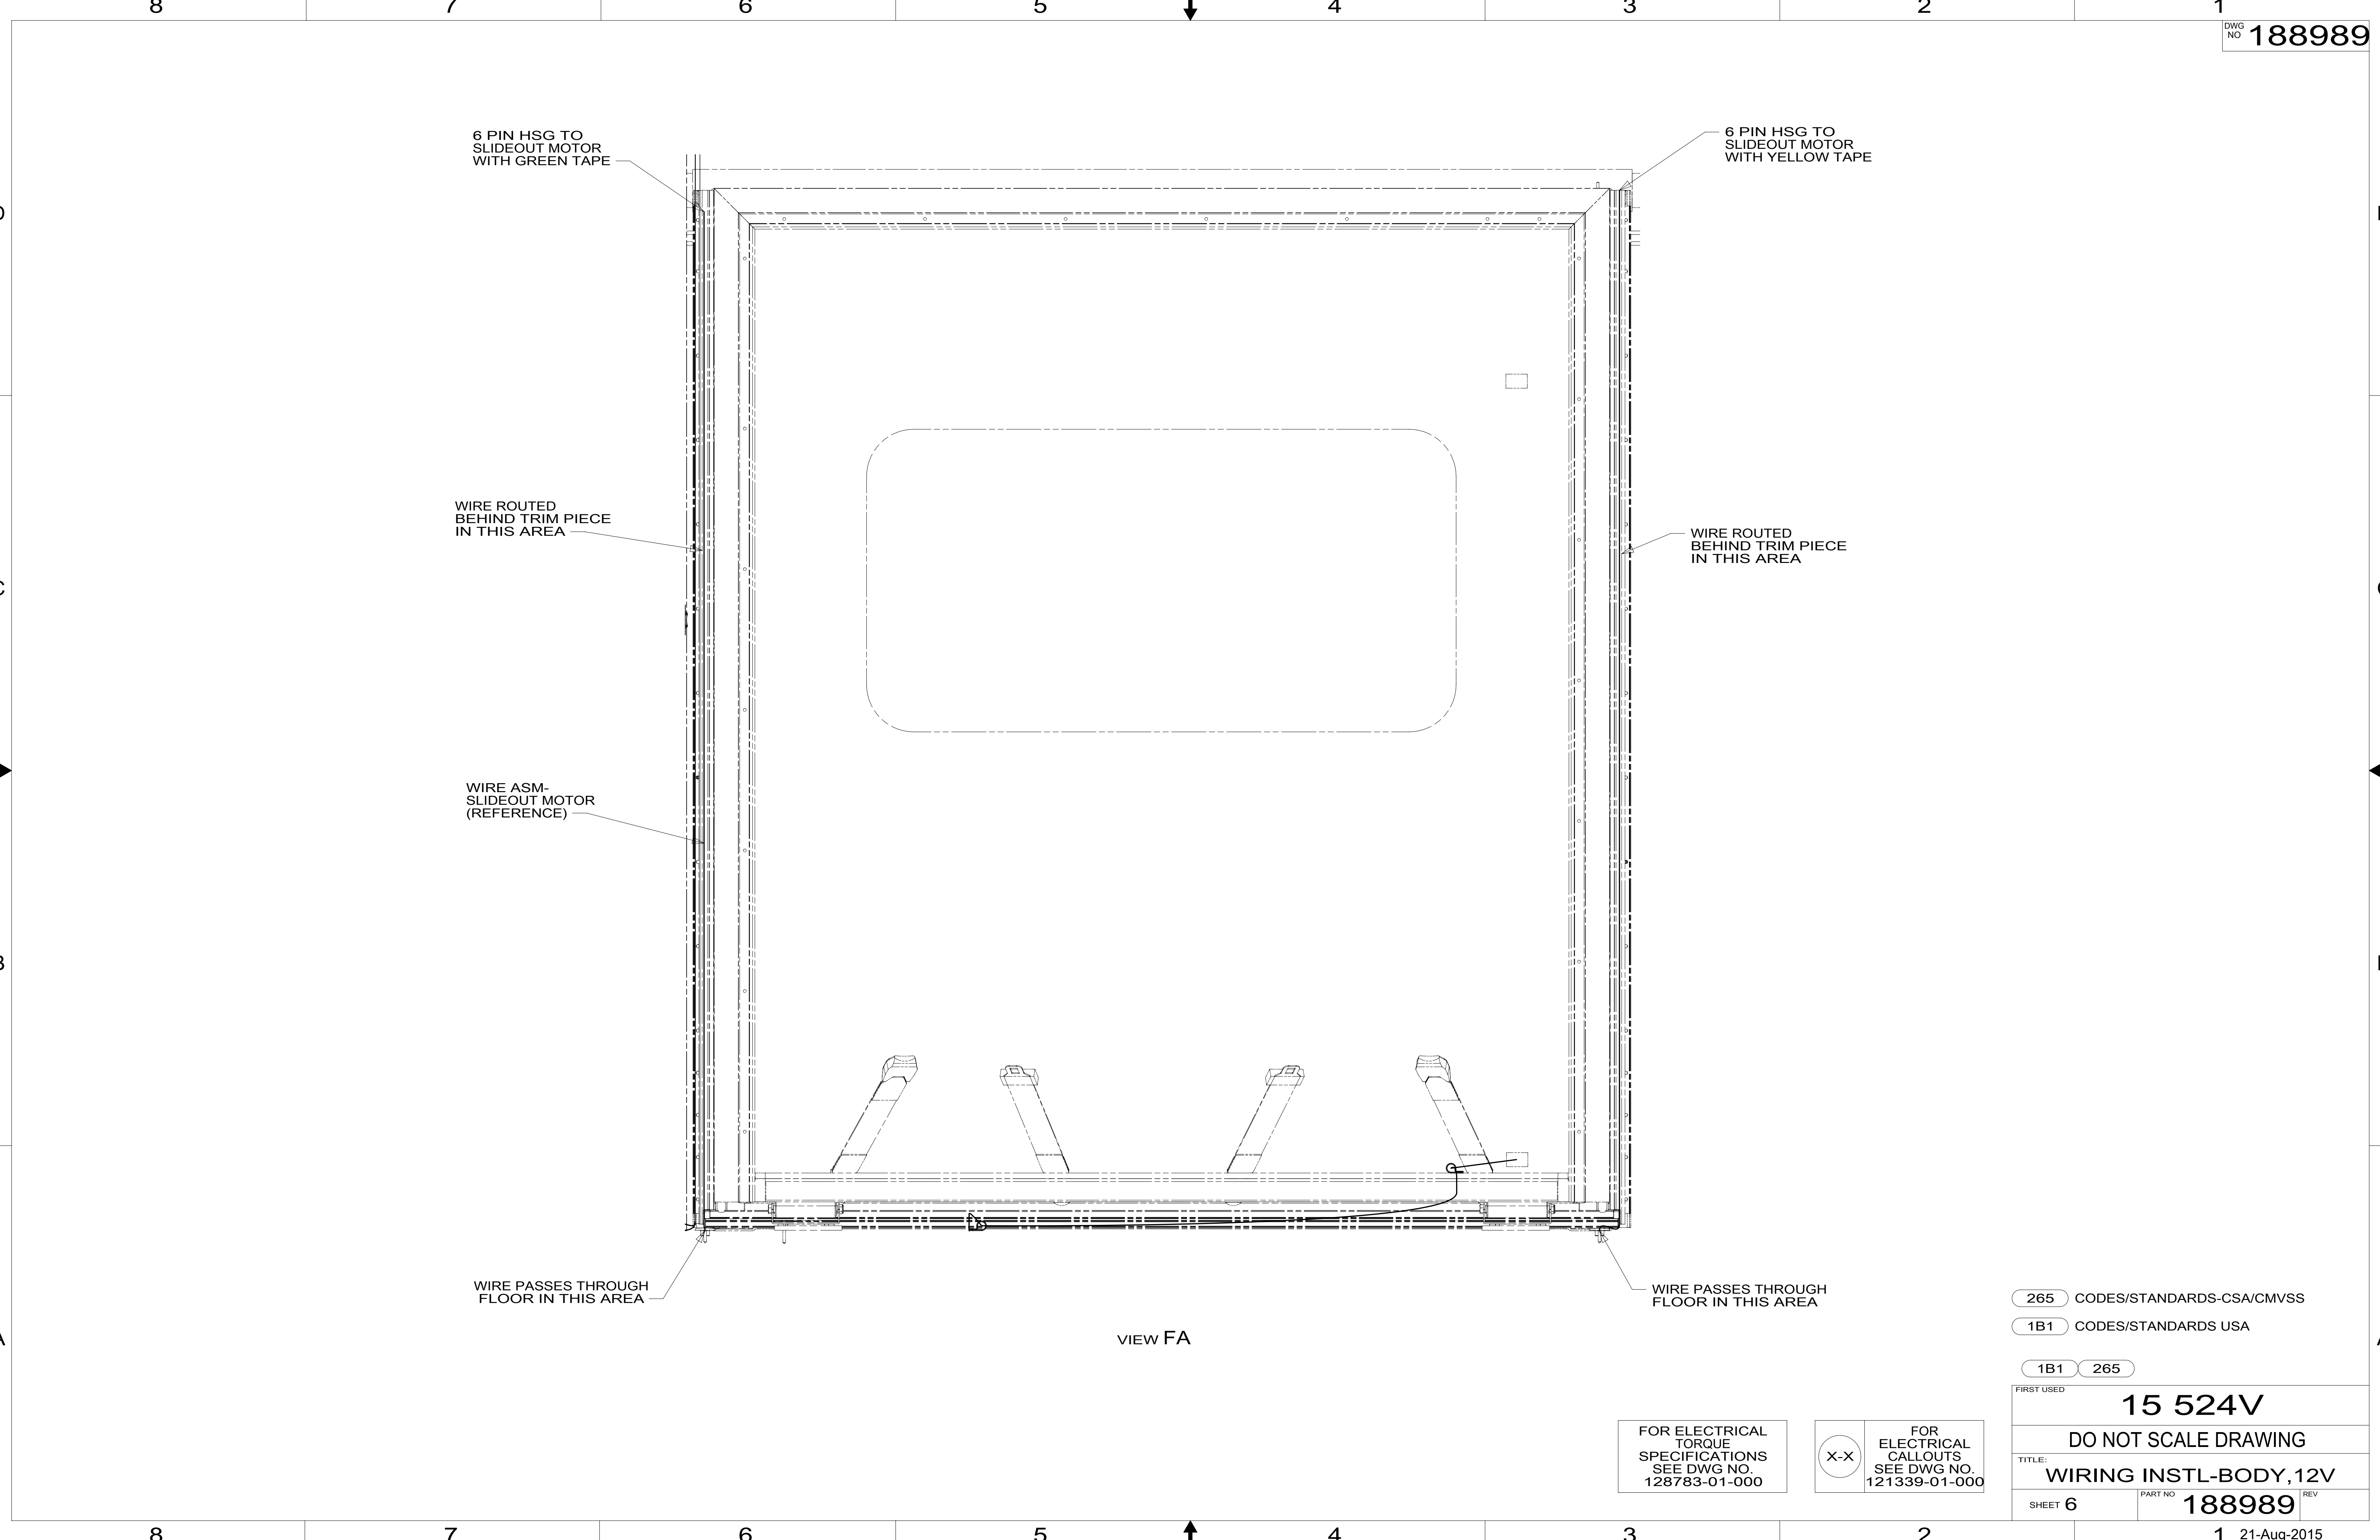 8 7 6 5 4 3 2 1
DWG
NO 188989
6 PIN HSG TO
SLIDEOUT MOTOR
WITH GREEN TAPE
6 PIN HSG TO
SLIDEOUT MOTOR
WITH YELLOW TAPE
WIRE ROUTED
BEHIND TRIM PIECE
IN THIS AREA
WIRE ROUTED
BEHIND TRIM PIECE
IN THIS AREA
WIRE ASM-
SLIDEOUT MOTOR
(REFERENCE)
WIRE PASSES THROUGH
FLOOR IN THIS AREA
WIRE PASSES THROUGH
FLOOR IN THIS AREA
VIEW FA
265 CODES/STANDARDS-CSA/CMVSS
1B1 CODES/STANDARDS USA
1B1 265
FOR ELECTRICAL
TORQUE
SPECIFICATIONS
SEE DWG NO.
128783-01-000
X-X
FOR
ELECTRICAL
CALLOUTS
SEE DWG NO.
121339-01-000
FIRST USED
15 524V
DO NOT SCALE DRAWING
TITLE:
WIRING INSTL-BODY,12V
SHEET 6
PART NO 188989
REV
8 7 6 5 4 3 2 1
21-Aug-2015